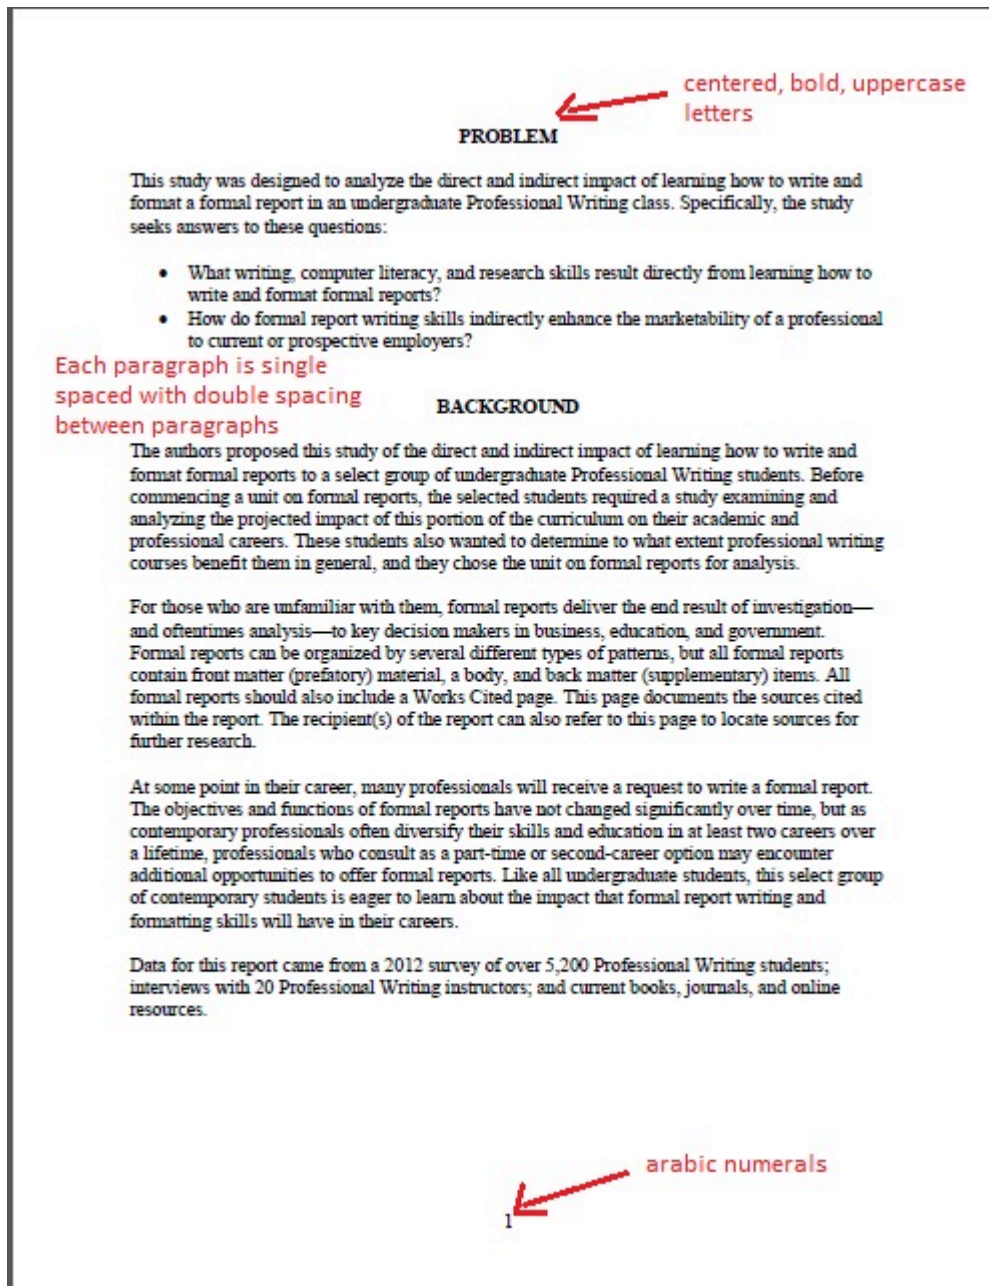 centered, bold, uppercase
letters
PROBLEM
This study was designed to analyze the direct and indirect impact of learning how to write and
format a formal report in an undergraduate Professional Writing class. Specifically, the study
seeks answers to these questions:
• What writing, computer literacy, and research skills result directly from learning how to
write and format formal reports?
• How do formal report writing skills indirectly enhance the marketability of a professional
to current or prospective employers?
Each paragraph is single
spaced with double spacing
between paragraphs
BACKGROUND
The authors proposed this study of the direct and indirect impact of learning how to write and
format formal reports to a select group of undergraduate Professional Writing students. Before
commencing a unit on formal reports, the selected students required a study examining and
analyzing the projected impact of this portion of the curriculum on their academic and
professional careers. These students also wanted to determine to what extent professional writing
courses benefit them in general, and they chose the unit on formal reports for analysis.
For those who are unfamiliar with them, formal reports deliver the end result of investigation—
and oftentimes analysis—to key decision makers in business, education, and government.
Formal reports can be organized by several different types of patterns, but all formal reports
contain front matter (prefatory) material, a body, and back matter (supplementary) items. All
formal reports should also include a Works Cited page. This page documents the sources cited
within the report. The recipient(s) of the report can also refer to this page to locate sources for
further research.
At some point in their career, many professionals will receive a request to write a formal report.
The objectives and functions of formal reports have not changed significantly over time, but as
contemporary professionals often diversify their skills and education in at least two careers over
a lifetime, professionals who consult as a part-time or second-career option may encounter
additional opportunities to offer formal reports. Like all undergraduate students, this select group
of contemporary students is eager to learn about the impact that formal report writing and
formatting skills will have in their careers.
Data for this report came from a 2012 survey of over 5,200 Professional Writing students;
interviews with 20 Professional Writing instructors; and current books, journals, and online
resources.
arabic numerals
1